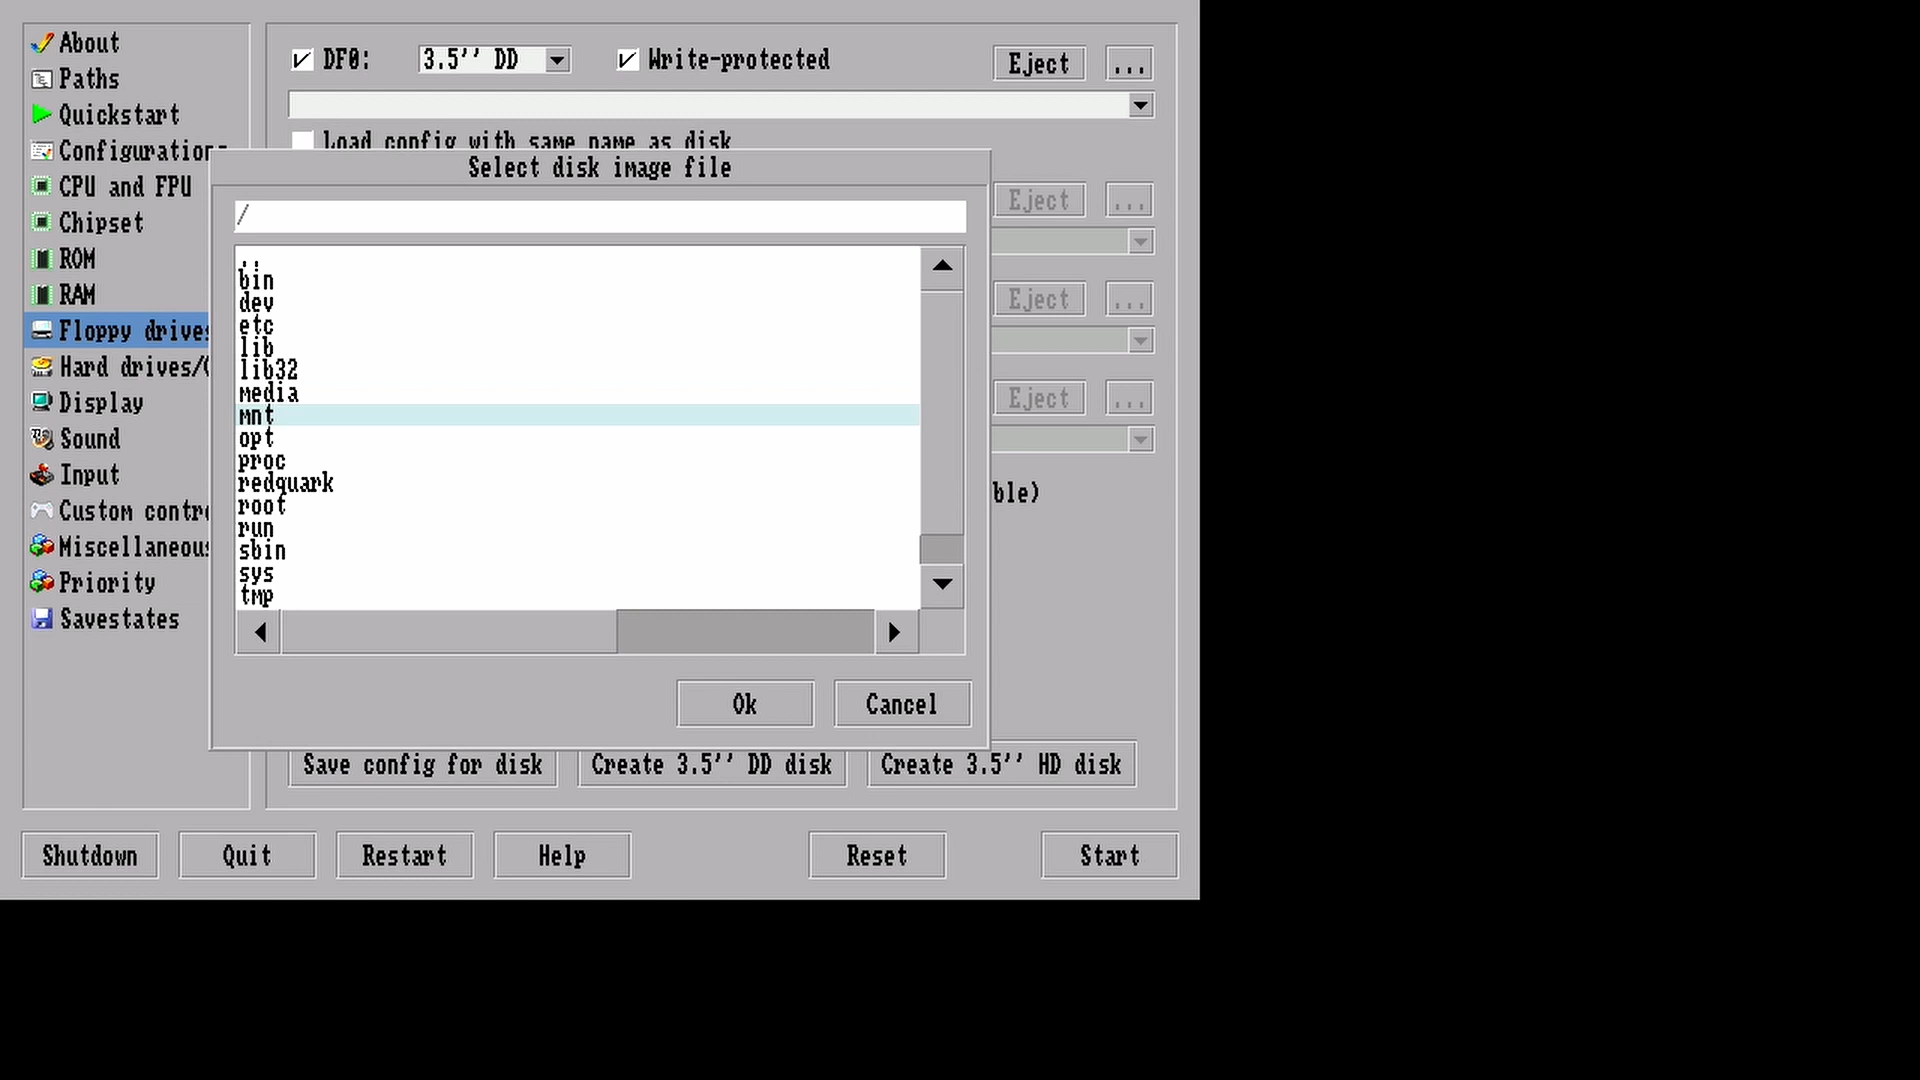 About
Paths
Quickstart
Configurations
CPU and FPU
Chipset
ROM
RAM
Floppy drives
Hard drives/C
Display
Sound
Input
Custom contro
Miscellaneous
Priority
Savestates
DF0:
3.5'' DD
Write-protected
Eject
...
Load config with same name as disk
Select disk image file
/
..
bin
dev
etc
lib
lib32
media
mnt
opt
proc
redquark
root
run
sbin
sys
tmp
Ok
Cancel
Eject
...
Eject
...
Eject
...
ble)
Save config for disk
Create 3.5'' DD disk
Create 3.5'' HD disk
Shutdown
Quit
Restart
Help
Reset
Start